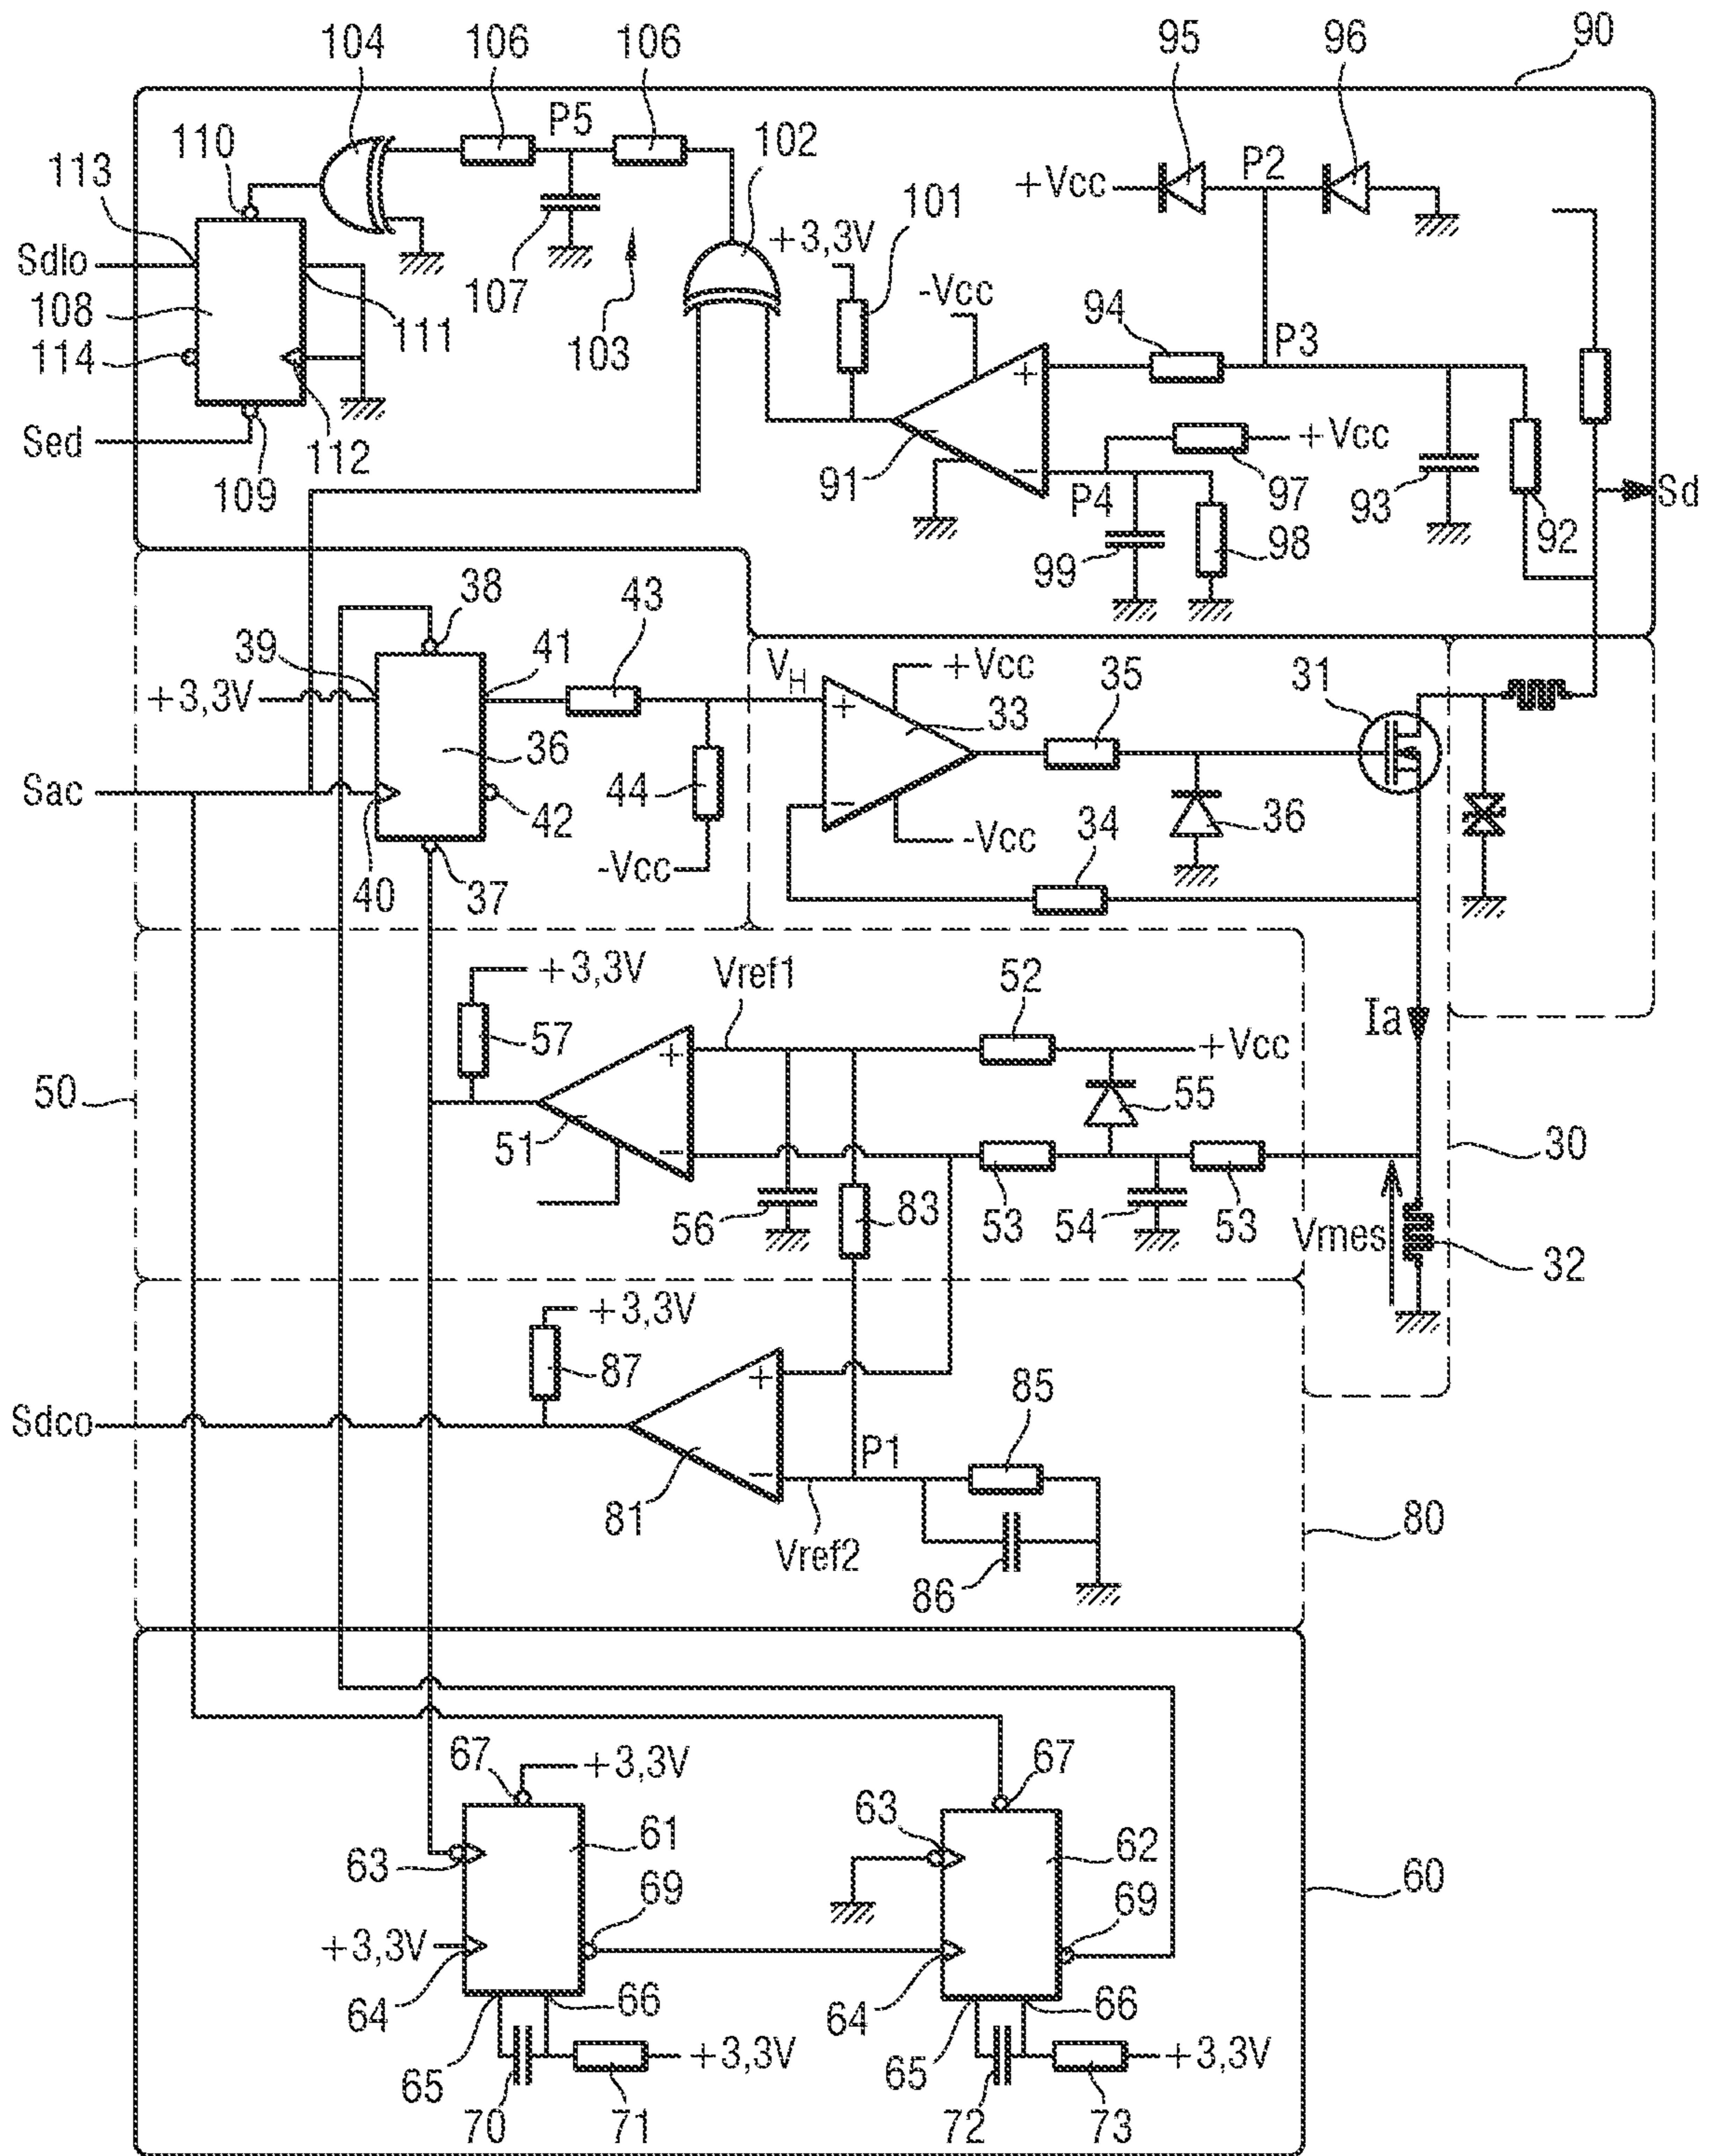 104
106
106
95
96
90
P5
102
110
113
P2
+Vcc
101
+3,3V
Sdlo
107
-Vcc
94
108
103
P3
111
114
+
+Vcc
Sed
112
91
−
P4
97
93
Sd
109
99
98
92
38
43
39
41
VH
+Vcc
35
31
+3,3V
+
33
36
Sac
44
42
36
−
-Vcc
34
-Vcc
40
37
+3,3V
Vref1
52
57
+
+Vcc
Ia
50
55
51
−
30
56
83
53
54
53
Vmes
32
+3,3V
87
+
85
Sdco
P1
−
81
80
Vref2
86
67
+3,3V
67
63
61
62
63
69
60
69
+3,3V
64
66
64
66
65
+3,3V
65
+3,3V
70
71
72
73